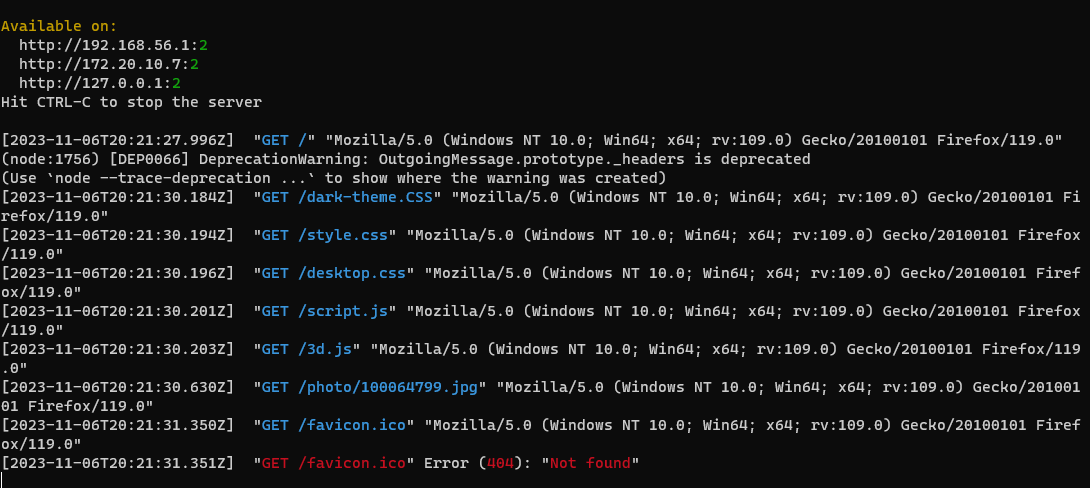 Available on:
  http://192.168.56.1:2
  http://172.20.10.7:2
  http://127.0.0.1:2
Hit CTRL-C to stop the server

[2023-11-06T20:21:27.996Z]  "GET /" "Mozilla/5.0 (Windows NT 10.0; Win64; x64; rv:109.0) Gecko/20100101 Firefox/119.0"
(node:1756) [DEP0066] DeprecationWarning: OutgoingMessage.prototype._headers is deprecated
(Use `node --trace-deprecation ...` to show where the warning was created)
[2023-11-06T20:21:30.184Z]  "GET /dark-theme.CSS" "Mozilla/5.0 (Windows NT 10.0; Win64; x64; rv:109.0) Gecko/20100101 Fi
refox/119.0"
[2023-11-06T20:21:30.194Z]  "GET /style.css" "Mozilla/5.0 (Windows NT 10.0; Win64; x64; rv:109.0) Gecko/20100101 Firefox
/119.0"
[2023-11-06T20:21:30.196Z]  "GET /desktop.css" "Mozilla/5.0 (Windows NT 10.0; Win64; x64; rv:109.0) Gecko/20100101 Firef
ox/119.0"
[2023-11-06T20:21:30.201Z]  "GET /script.js" "Mozilla/5.0 (Windows NT 10.0; Win64; x64; rv:109.0) Gecko/20100101 Firefox
/119.0"
[2023-11-06T20:21:30.203Z]  "GET /3d.js" "Mozilla/5.0 (Windows NT 10.0; Win64; x64; rv:109.0) Gecko/20100101 Firefox/119
.0"
[2023-11-06T20:21:30.630Z]  "GET /photo/100064799.jpg" "Mozilla/5.0 (Windows NT 10.0; Win64; x64; rv:109.0) Gecko/201001
01 Firefox/119.0"
[2023-11-06T20:21:31.350Z]  "GET /favicon.ico" "Mozilla/5.0 (Windows NT 10.0; Win64; x64; rv:109.0) Gecko/20100101 Firef
ox/119.0"
[2023-11-06T20:21:31.351Z]  "GET /favicon.ico" Error (404): "Not found"